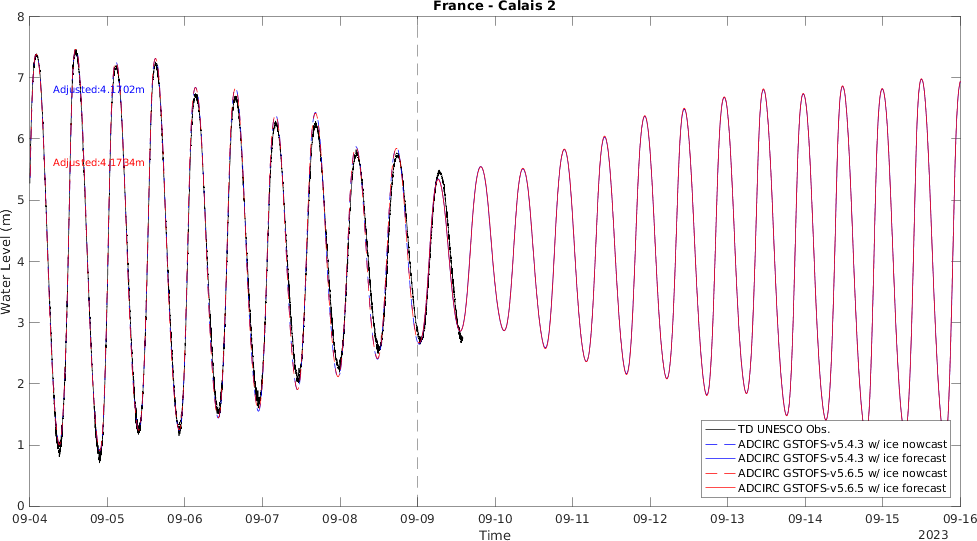 France - Calais 2
8
7
6
5
4
3
2
1
0
Water Level (m)
Adjusted:4.1702m
Adjusted:4.1734m
TD UNESCO Obs.
ADCIRC GSTOFS-v5.4.3 w/ ice nowcast
ADCIRC GSTOFS-v5.4.3 w/ ice forecast
ADCIRC GSTOFS-v5.6.5 w/ ice nowcast
ADCIRC GSTOFS-v5.6.5 w/ ice forecast
09-04 09-05 09-06 09-07 09-08 09-09 09-10 09-11 09-12 09-13 09-14 09-15 09-16
Time
2023